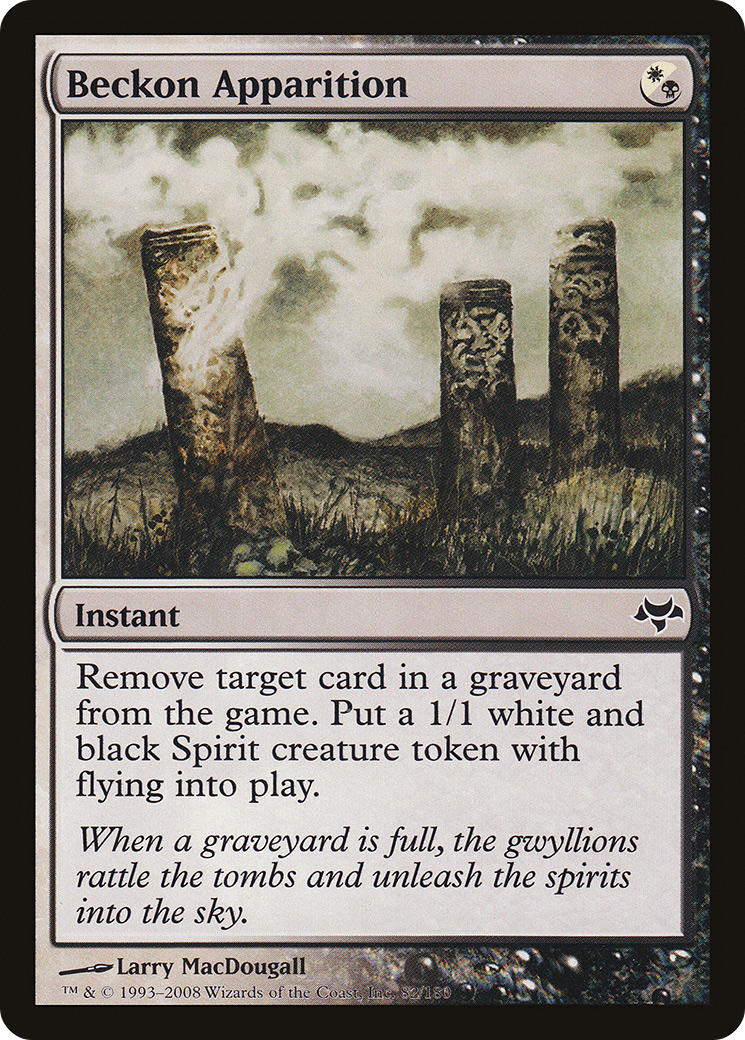 Beckon Apparition
Instant
Remove target card in a graveyard
from the game. Put a 1/1 white and
black Spirit creature token with
flying into play.
When a graveyard is full, the gwyllions
rattle the tombs and unleash the spirits
into the sky.
Larry MacDougall
™ & © 1993–2008 Wizards of the Coast, Inc. 82/180